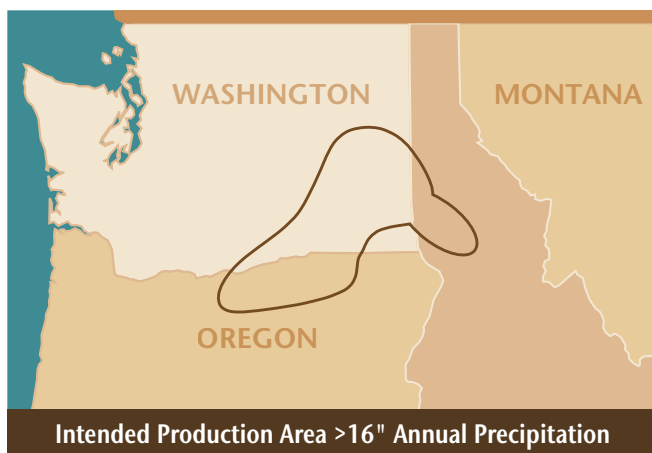 WASHINGTON
MONTANA
OREGON
Intended Production Area >16" Annual Precipitation